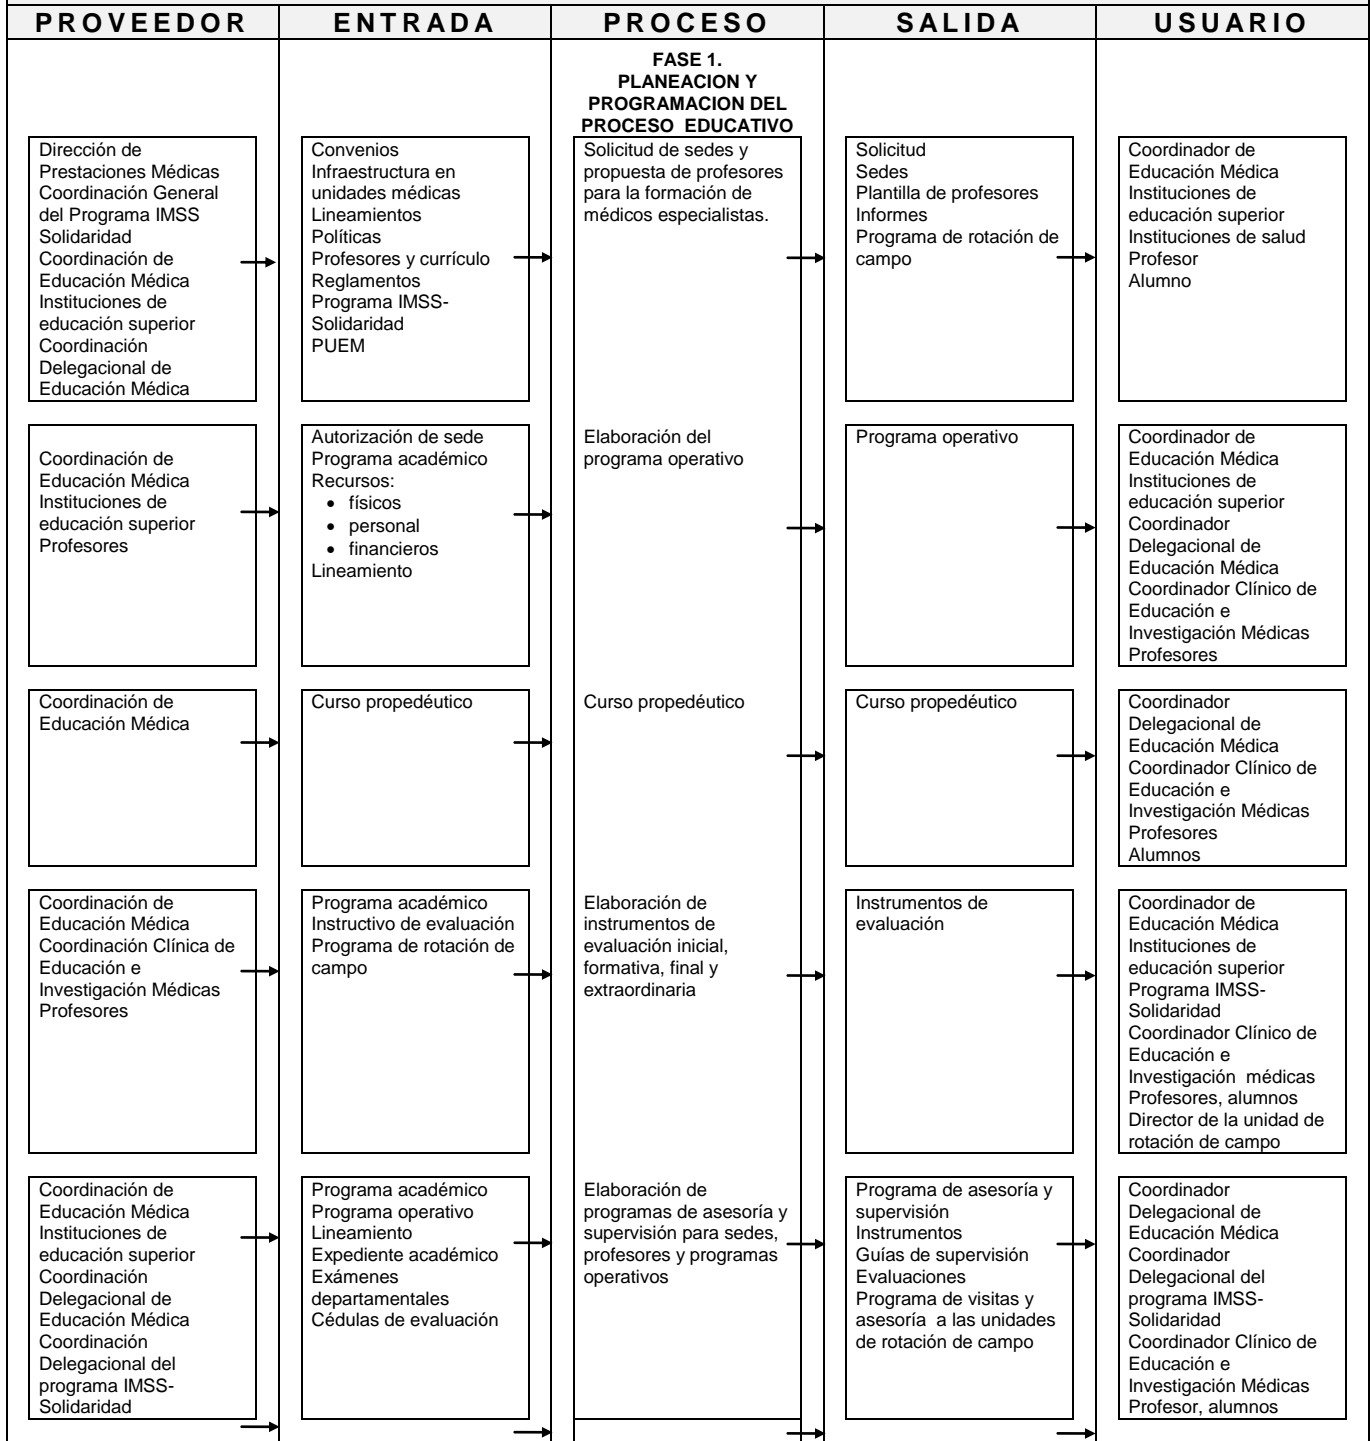 PROVEEDOR
ENTRADA
PROCESO
SALIDA
USUARIO
FASE 1.
PLANEACION Y
PROGRAMACION DEL
PROCESO EDUCATIVO
Dirección de
Prestaciones Médicas
Coordinación General
del Programa IMSS
Solidaridad
Coordinación de
Educación Médica
Instituciones de
educación superior
Coordinación
Delegacional de
Educación Médica
Convenios
Infraestructura en
unidades médicas
Lineamientos
Políticas
Profesores y currículo
Reglamentos
Programa IMSS-
Solidaridad
PUEM
Solicitud de sedes y
propuesta de profesores
para la formación de
médicos especialistas.
Solicitud
Sedes
Plantilla de profesores
Informes
Programa de rotación de
campo
Coordinador de
Educación Médica
Instituciones de
educación superior
Instituciones de salud
Profesor
Alumno
Coordinación de
Educación Médica
Instituciones de
educación superior
Profesores
Autorización de sede
Programa académico
Recursos:
• físicos
• personal
• financieros
Lineamiento
Elaboración del
programa operativo
Programa operativo
Coordinador de
Educación Médica
Instituciones de
educación superior
Coordinador
Delegacional de
Educación Médica
Coordinador Clínico de
Educación e
Investigación Médicas
Profesores
Coordinación de
Educación Médica
Curso propedéutico
Curso propedéutico
Curso propedéutico
Coordinador
Delegacional de
Educación Médica
Coordinador Clínico de
Educación e
Investigación Médicas
Profesores
Alumnos
Coordinación de
Educación Médica
Coordinación Clínica de
Educación e
Investigación Médicas
Profesores
Programa académico
Instructivo de evaluación
Programa de rotación de
campo
Elaboración de
instrumentos de
evaluación inicial,
formativa, final y
extraordinaria
Instrumentos de
evaluación
Coordinador de
Educación Médica
Instituciones de
educación superior
Programa IMSS-
Solidaridad
Coordinador Clínico de
Educación e
Investigación médicas
Profesores, alumnos
Director de la unidad de
rotación de campo
Coordinación de
Educación Médica
Instituciones de
educación superior
Coordinación
Delegacional de
Educación Médica
Coordinación
Delegacional del
programa IMSS-
Solidaridad
Programa académico
Programa operativo
Lineamiento
Expediente académico
Exámenes
departamentales
Cédulas de evaluación
Elaboración de
programas de asesoría y
supervisión para sedes,
profesores y programas
operativos
Programa de asesoría y
supervisión
Instrumentos
Guías de supervisión
Evaluaciones
Programa de visitas y
asesoría a las unidades
de rotación de campo
Coordinador
Delegacional de
Educación Médica
Coordinador
Delegacional del
programa IMSS-
Solidaridad
Coordinador Clínico de
Educación e
Investigación Médicas
Profesor, alumnos